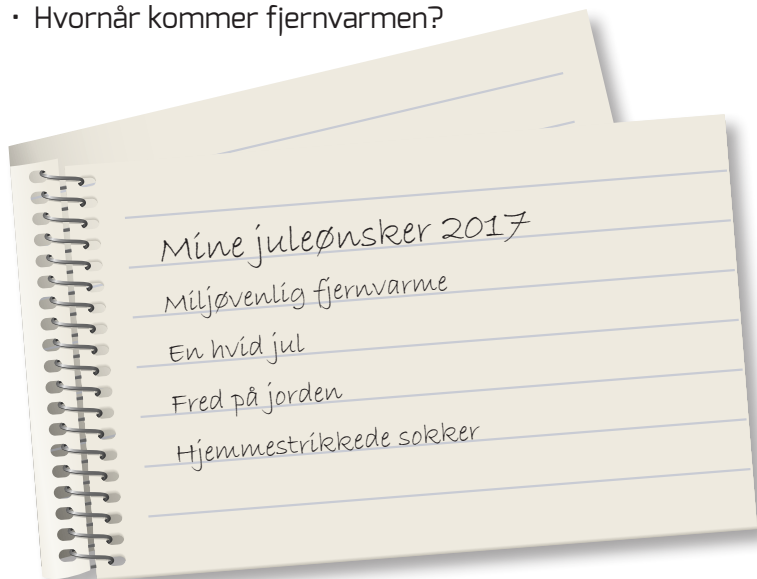 · Hvornår kommer fjernvarmen?
Mine juleønsker 2017
Miljøvenlig fjernvarme
En hvid jul
Fred på jorden
Hjemmestrikkede sokker